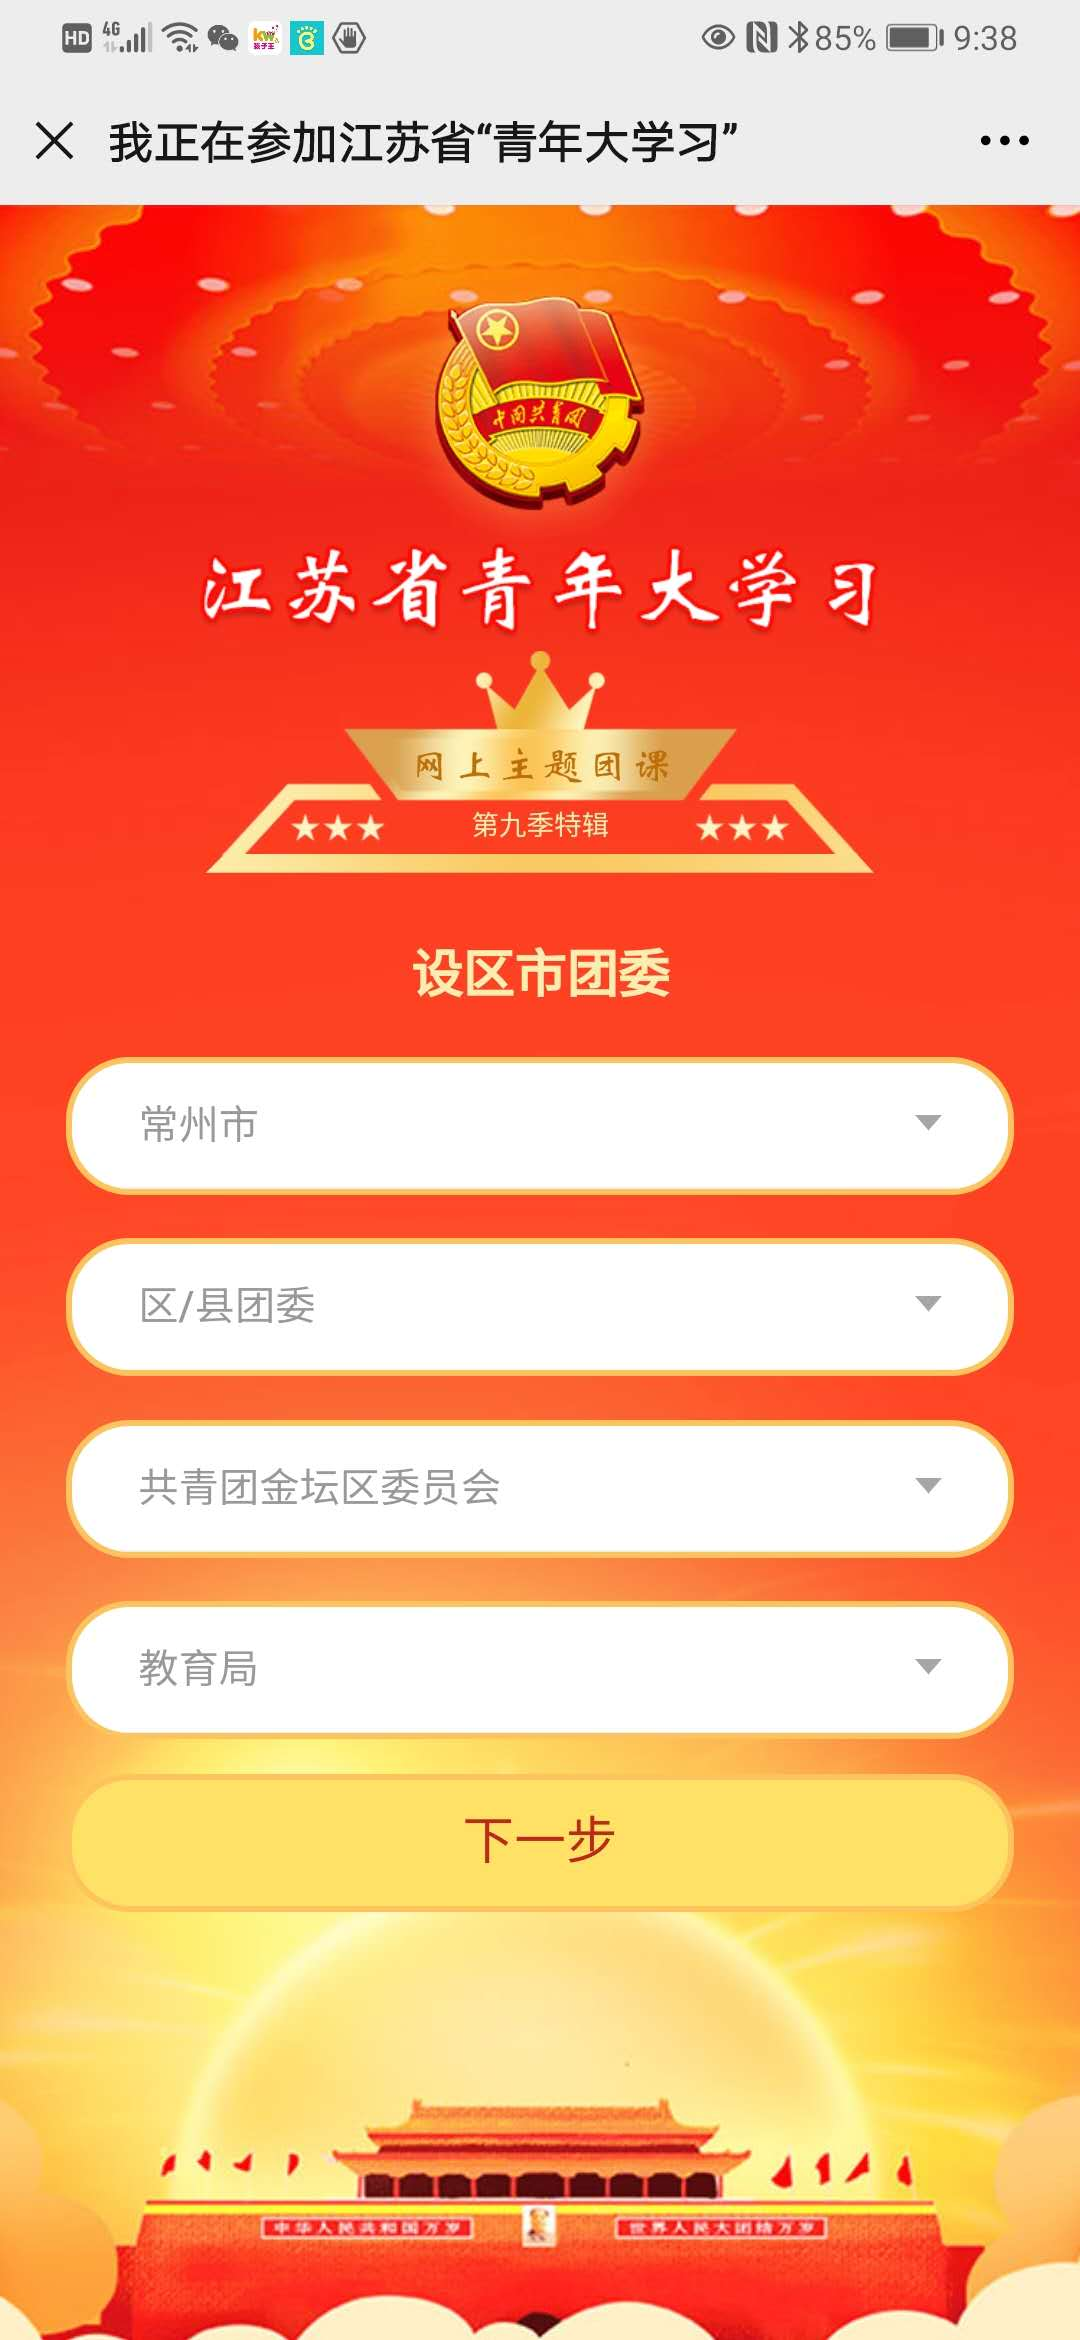 HD 4G 85% 9:38
我正在参加江苏省“青年大学习”
中国共青团
江苏省青年大学习
网上主题团课
第九季特辑
设区市团委
常州市
区/县团委
共青团金坛区委员会
教育局
下一步
中华人民共和国万岁 世界人民大团结万岁